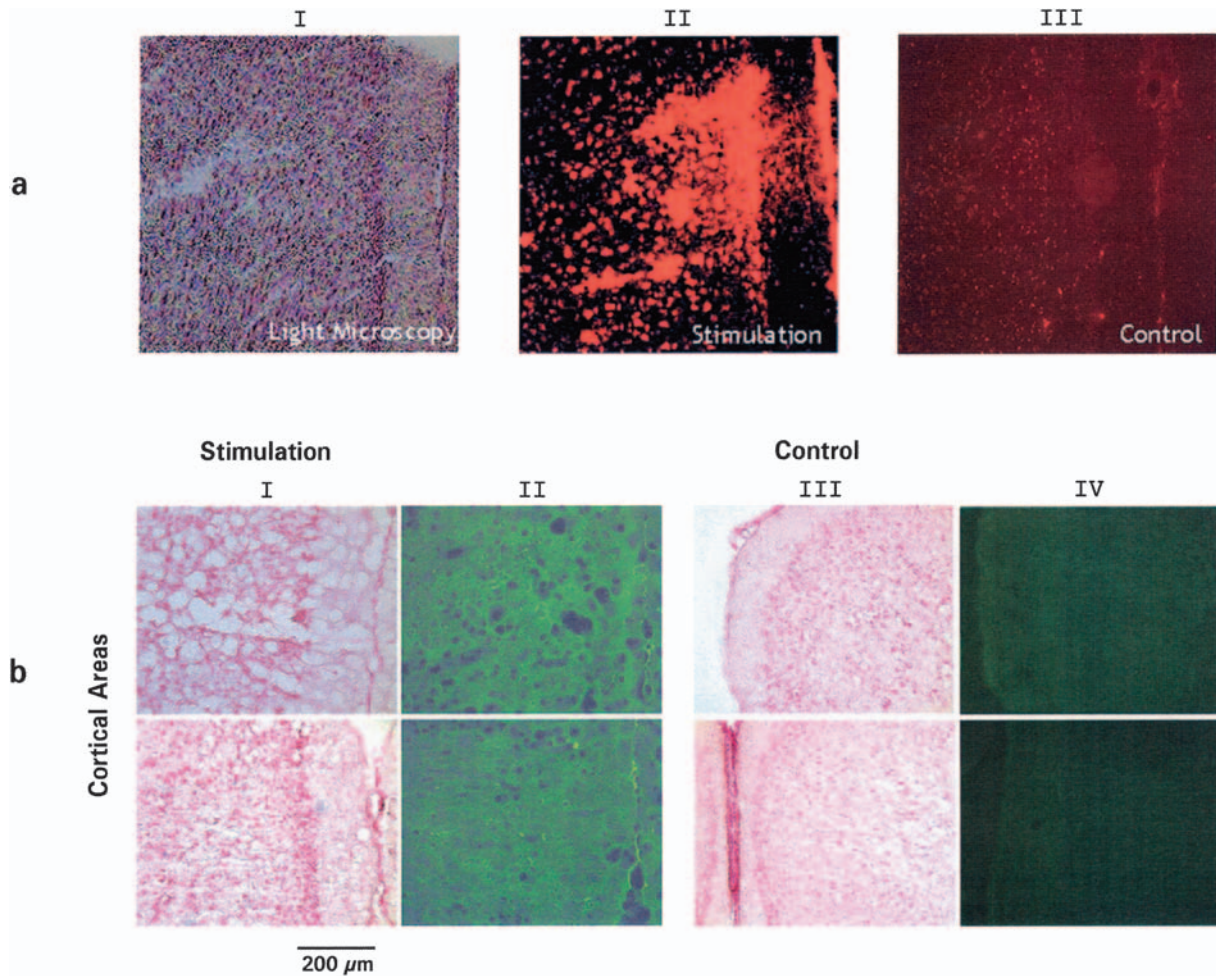 I II III
a
Light Microscopy
Stimulation
Control
Stimulation Control
I II III IV
b
Cortical Areas
200 µm